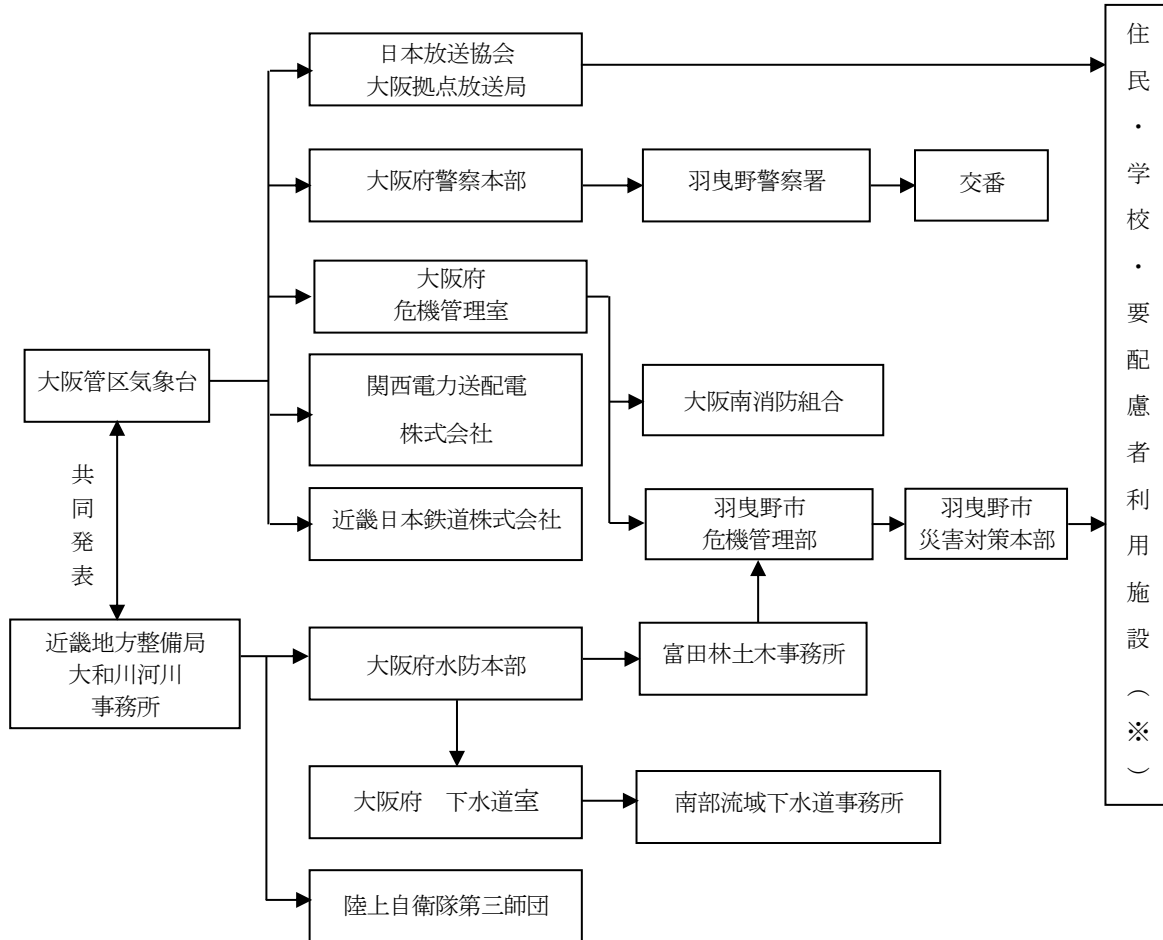 日本放送協会
大阪拠点放送局
大阪府警察本部
羽曳野警察署
交番
大阪府
危機管理室
大阪管区気象台
関西電力送配電
株式会社
大阪南消防組合
近畿日本鉄道株式会社
羽曳野市
危機管理部
羽曳野市
災害対策本部
共同発表
近畿地方整備局
大和川河川
事務所
大阪府水防本部
富田林土木事務所
大阪府　下水道室
南部流域下水道事務所
陸上自衛隊第三師団
住民・学校・要配慮者利用施設（※）